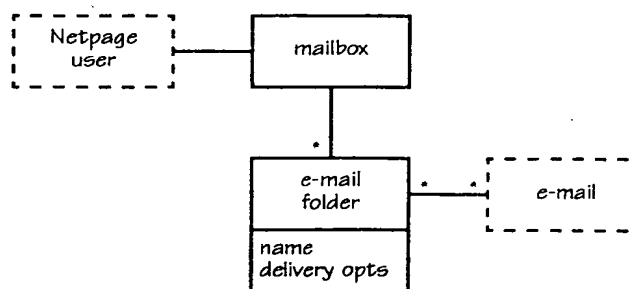 Netpage
user
mailbox
*
e-mail
folder
* *
e-mail
name
delivery opts